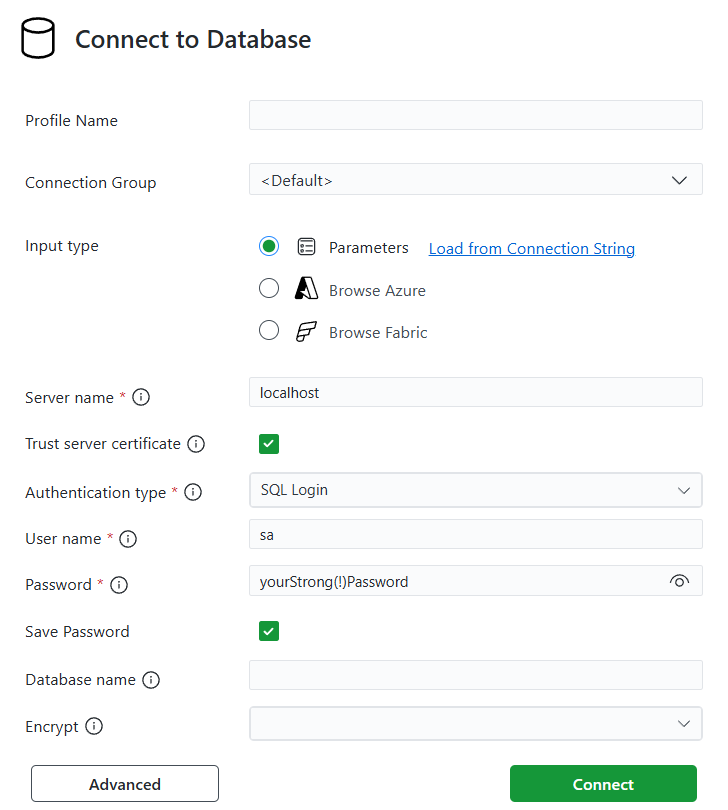 Connect to Database
Profile Name
Connection Group <Default>
Input type Parameters Load from Connection String
Browse Azure
Browse Fabric
Server name * localhost
Trust server certificate
Authentication type * SQL Login
User name * sa
Password * yourStrong(!)Password
Save Password
Database name
Encrypt
Advanced Connect